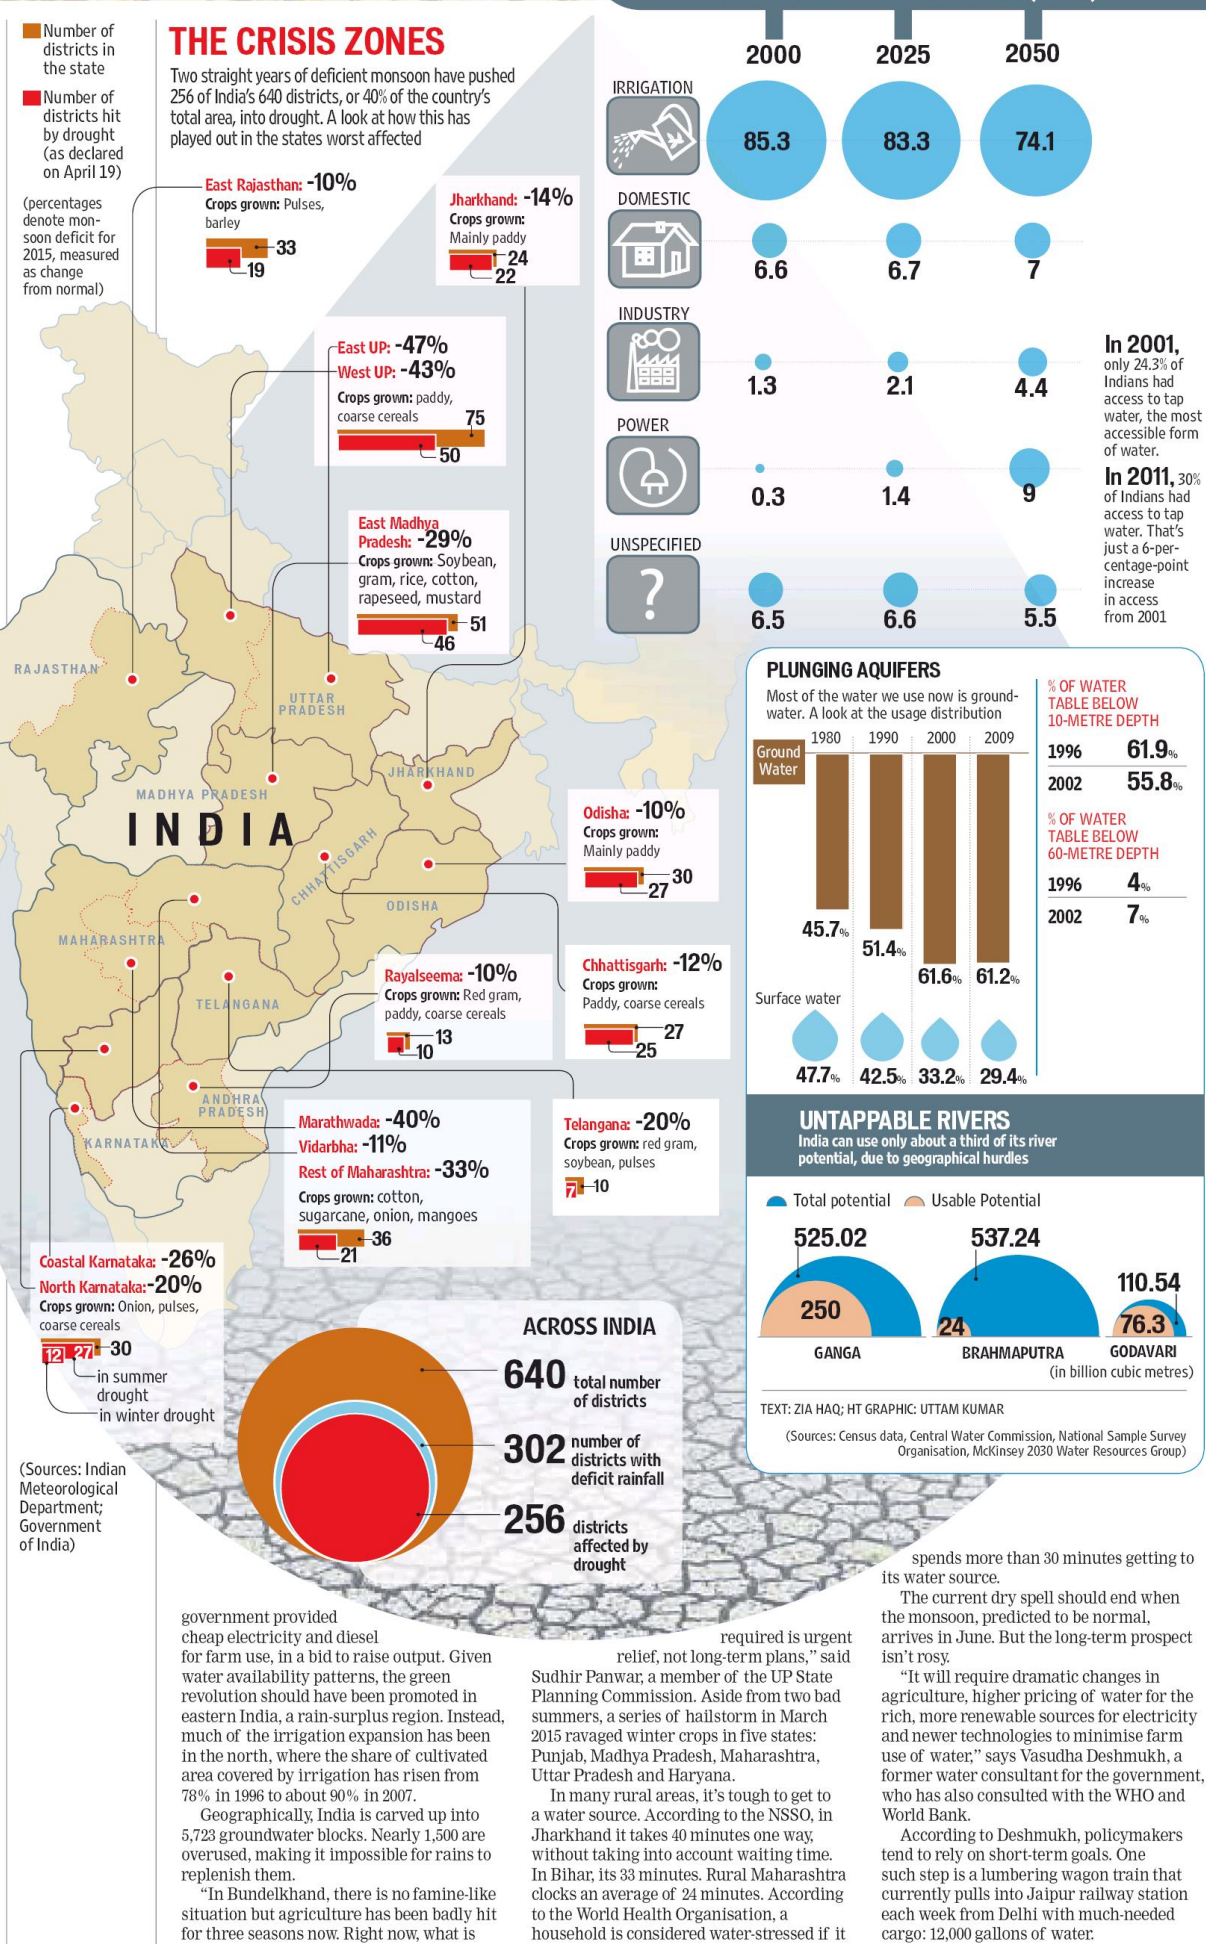 Number of
districts in
the state
Number of
districts hit
by drought
(as declared
on April 19)
(percentages
denote mon-
soon deficit for
2015, measured
as change
from normal)
THE CRISIS ZONES
Two straight years of deficient monsoon have pushed
256 of India's 640 districts, or 40% of the country's
total area, into drought. A look at how this has
played out in the states worst affected
East Rajasthan: -10%
Crops grown: Pulses,
barley
33
19
Jharkhand: -14%
Crops grown:
Mainly paddy
24
22
East UP: -47%
West UP: -43%
Crops grown: paddy,
coarse cereals
75
50
East Madhya
Pradesh: -29%
Crops grown: Soybean,
gram, rice, cotton,
rapeseed, mustard
51
46
RAJASTHAN
UTTAR
PRADESH
JHARKHAND
MADHYA PRADESH
INDIA
CHHATTISGARH
ODISHA
MAHARASHTRA
TELANGANA
ANDHRA
PRADESH
KARNATAKA
Odisha: -10%
Crops grown:
Mainly paddy
30
27
Rayalseema: -10%
Crops grown: Red gram,
paddy, coarse cereals
13
10
Chhattisgarh: -12%
Crops grown:
Paddy, coarse cereals
27
25
Marathwada: -40%
Vidarbha: -11%
Rest of Maharashtra: -33%
Crops grown: cotton,
sugarcane, onion, mangoes
36
21
Telangana: -20%
Crops grown: red gram,
soybean, pulses
7 10
Coastal Karnataka: -26%
North Karnataka: -20%
Crops grown: Onion, pulses,
coarse cereals
12 27 30
in summer
drought
in winter drought
(Sources: Indian
Meteorological
Department;
Government
of India)
ACROSS INDIA
640 total number
of districts
302 number of
districts with
deficit rainfall
256 districts
affected by
drought
2000 2025 2050
IRRIGATION
85.3 83.3 74.1
DOMESTIC
6.6 6.7 7
INDUSTRY
1.3 2.1 4.4
POWER
0.3 1.4 9
UNSPECIFIED
?
6.5 6.6 5.5
In 2001,
only 24.3% of
Indians had
access to tap
water, the most
accessible form
of water.
In 2011, 30%
of Indians had
access to tap
water. That's
just a 6-per-
centage-point
increase
in access
from 2001
PLUNGING AQUIFERS
Most of the water we use now is ground-
water. A look at the usage distribution
1980 1990 2000 2009
Ground
Water
45.7%
51.4%
61.6% 61.2%
Surface water
47.7% 42.5% 33.2% 29.4%
% OF WATER
TABLE BELOW
10-METRE DEPTH
1996 61.9%
2002 55.8%
% OF WATER
TABLE BELOW
60-METRE DEPTH
1996 4%
2002 7%
UNTAPPABLE RIVERS
India can use only about a third of its river
potential, due to geographical hurdles
Total potential Usable Potential
525.02 537.24
110.54
250 24 76.3
GANGA BRAHMAPUTRA GODAVARI
(in billion cubic metres)
TEXT: ZIA HAQ; HT GRAPHIC: UTTAM KUMAR
(Sources: Census data, Central Water Commission, National Sample Survey
Organisation, McKinsey 2030 Water Resources Group)
government provided
cheap electricity and diesel
for farm use, in a bid to raise output. Given
water availability patterns, the green
revolution should have been promoted in
eastern India, a rain-surplus region. Instead,
much of the irrigation expansion has been
in the north, where the share of cultivated
area covered by irrigation has risen from
78% in 1996 to about 90% in 2007.
Geographically, India is carved up into
5,723 groundwater blocks. Nearly 1,500 are
overused, making it impossible for rains to
replenish them.
“In Bundelkhand, there is no famine-like
situation but agriculture has been badly hit
for three seasons now. Right now, what is
required is urgent
relief, not long-term plans,” said
Sudhir Panwar, a member of the UP State
Planning Commission. Aside from two bad
summers, a series of hailstorm in March
2015 ravaged winter crops in five states:
Punjab, Madhya Pradesh, Maharashtra,
Uttar Pradesh and Haryana.
In many rural areas, it's tough to get to
a water source. According to the NSSO, in
Jharkhand it takes 40 minutes one way,
without taking into account waiting time.
In Bihar, its 33 minutes. Rural Maharashtra
clocks an average of 24 minutes. According
to the World Health Organisation, a
household is considered water-stressed if it
spends more than 30 minutes getting to
its water source.
The current dry spell should end when
the monsoon, predicted to be normal,
arrives in June. But the long-term prospect
isn't rosy.
“It will require dramatic changes in
agriculture, higher pricing of water for the
rich, more renewable sources for electricity
and newer technologies to minimise farm
use of water,” says Vasudha Deshmukh, a
former water consultant for the government,
who has also consulted with the WHO and
World Bank.
According to Deshmukh, policymakers
tend to rely on short-term goals. One
such step is a lumbering wagon train that
currently pulls into Jaipur railway station
each week from Delhi with much-needed
cargo: 12,000 gallons of water.